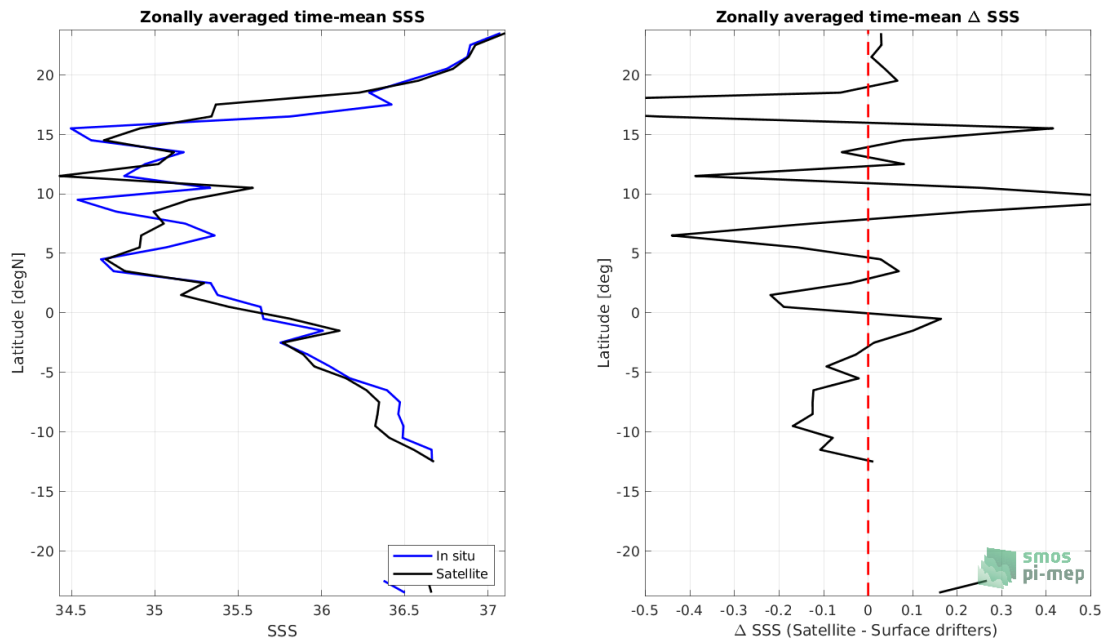 Zonally averaged time-mean SSS
20
15
10
5
0
-5
-10
-15
-20
Latitude [degN]
34.5 35 35.5 36 36.5 37
SSS
In situ
Satellite
Zonally averaged time-mean Δ SSS
20
15
10
5
0
-5
-10
-15
-20
Latitude [deg]
-0.5 -0.4 -0.3 -0.2 -0.1 0 0.1 0.2 0.3 0.4 0.5
Δ SSS (Satellite - Surface drifters)
smos
pi-mep